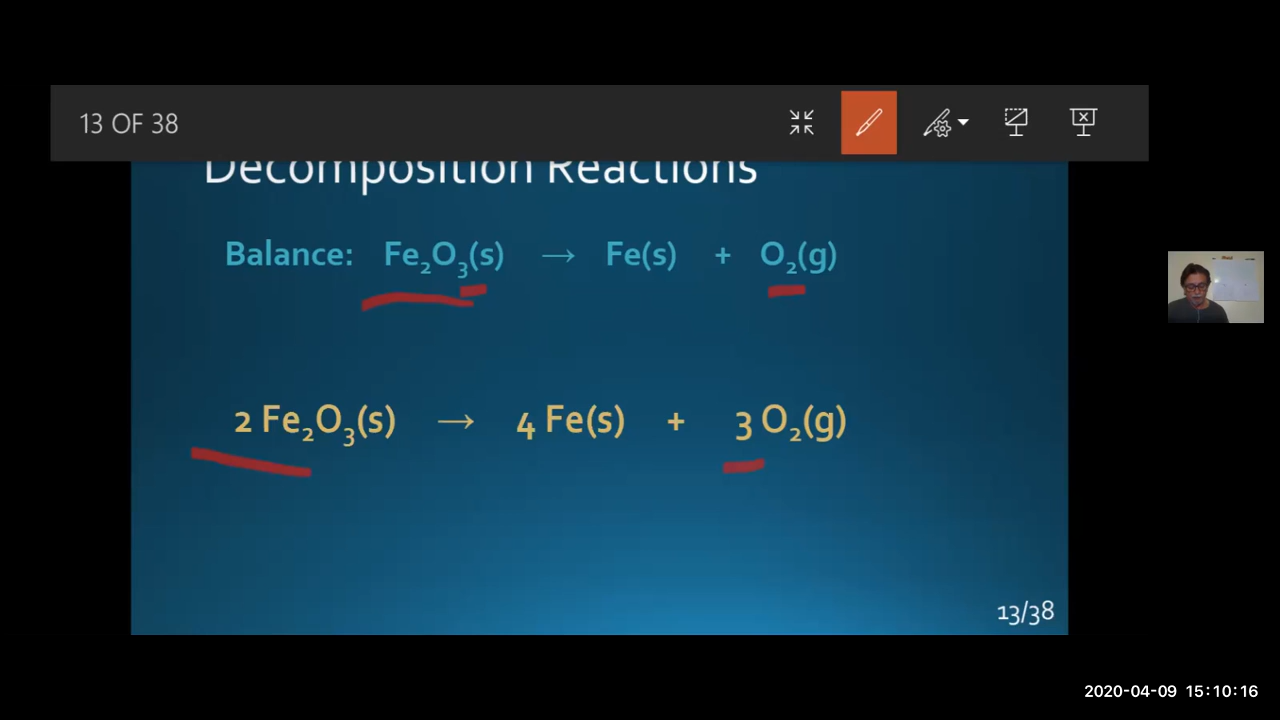 13 OF 38
Decomposition Reactions
Balance: Fe₂O₃(s) → Fe(s) + O₂(g)
2 Fe₂O₃(s) → 4 Fe(s) + 3 O₂(g)
13/38
2020-04-09 15:10:16